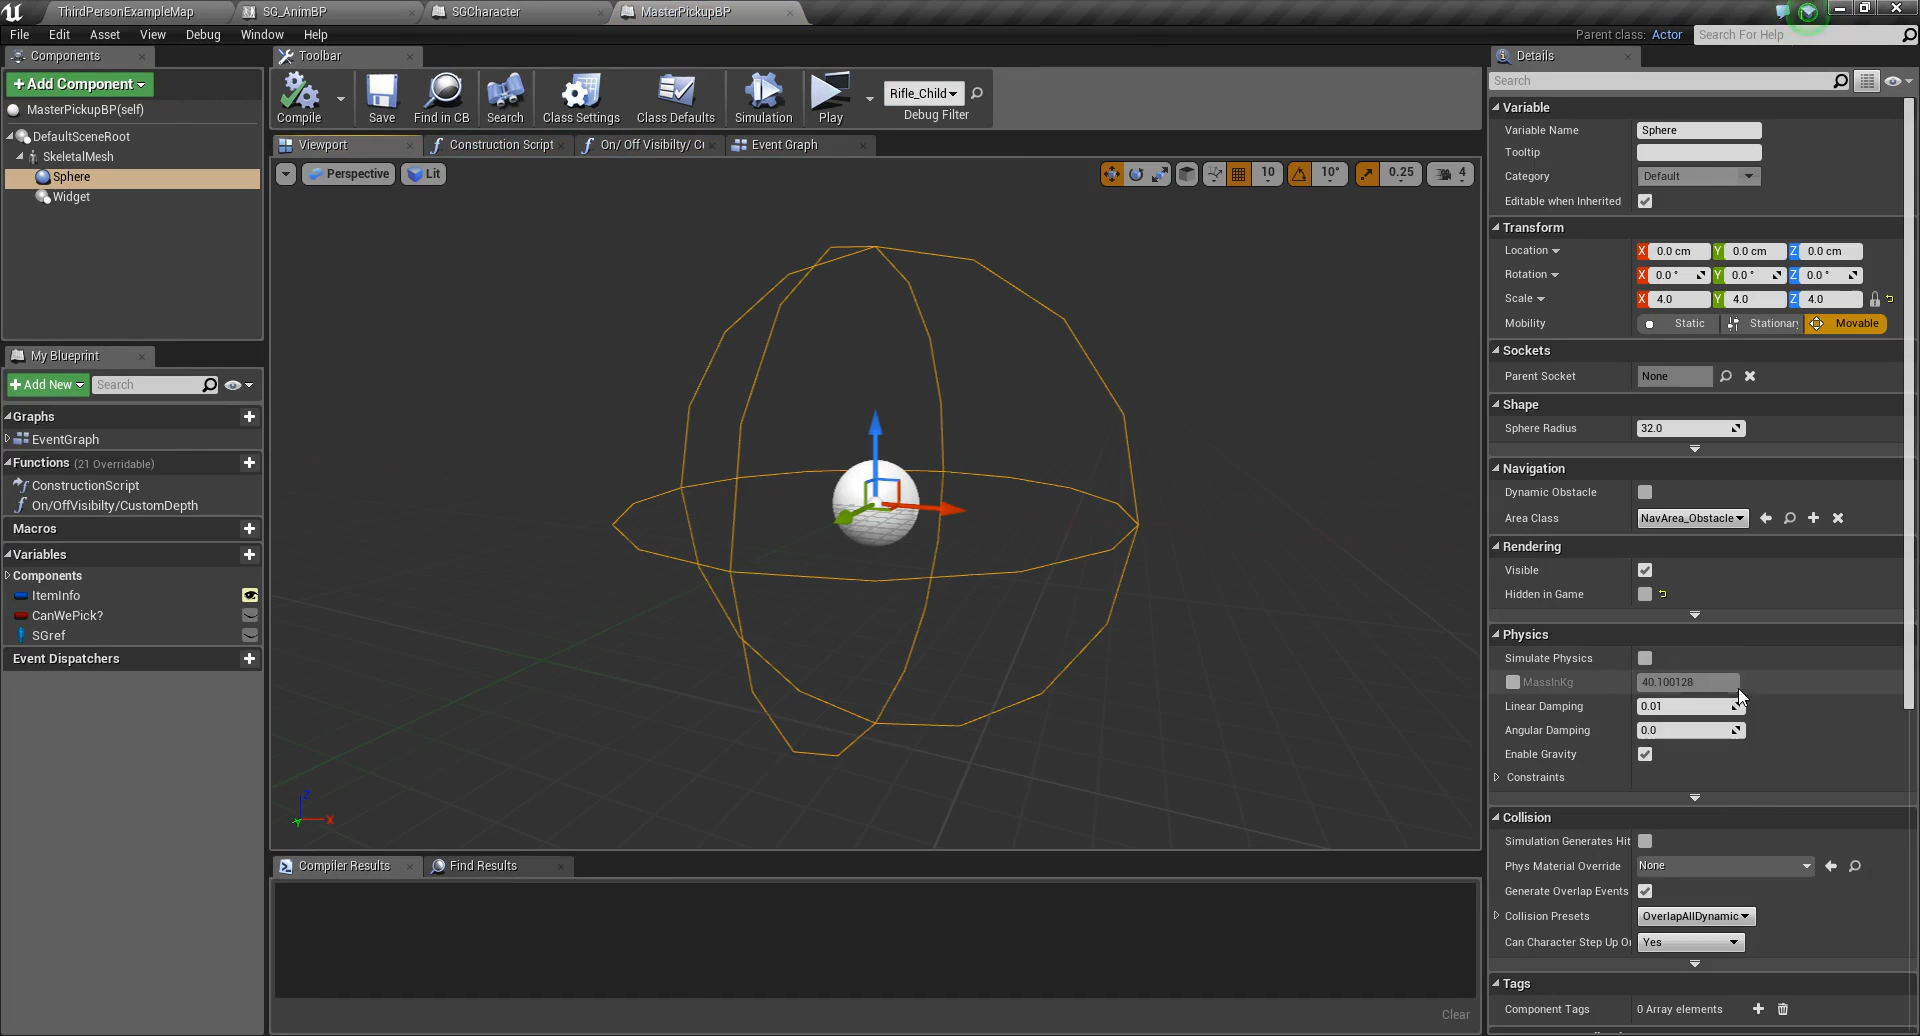 ThirdPersonExampleMap
SG_AnimBP
SGCharacter
MasterPickupBP
File Edit Asset View Debug Window Help
Parent class: Actor
Search For Help
Components
+Add Component
MasterPickupBP(self)
DefaultSceneRoot
SkeletalMesh
Sphere
Widget
My Blueprint
+Add New
Search
Graphs
EventGraph
Functions (21 Overridable)
ConstructionScript
On/OffVisibilty/CustomDepth
Macros
Variables
Components
ItemInfo
CanWePick?
SGref
Event Dispatchers
Toolbar
Compile
Save
Find in CB
Search
Class Settings
Class Defaults
Simulation
Play
Rifle_Child
Debug Filter
Viewport
Construction Script
On/ Off Visibilty/ C
Event Graph
Perspective
Lit
10
10°
0.25
4
Z
X
Y
Compiler Results
Find Results
Clear
Details
Search
Variable
Variable Name Sphere
Tooltip
Category Default
Editable when Inherited
Transform
Location X 0.0 cm Y 0.0 cm Z 0.0 cm
Rotation X 0.0 ° Y 0.0 ° Z 0.0 °
Scale X 4.0 Y 4.0 Z 4.0
Mobility Static Stationar Movable
Sockets
Parent Socket None
Shape
Sphere Radius 32.0
Navigation
Dynamic Obstacle
Area Class NavArea_Obstacle
Rendering
Visible
Hidden in Game
Physics
Simulate Physics
MassInKg 40.100128
Linear Damping 0.01
Angular Damping 0.0
Enable Gravity
Constraints
Collision
Simulation Generates Hit
Phys Material Override None
Generate Overlap Events
Collision Presets OverlapAllDynamic
Can Character Step Up O Yes
Tags
Component Tags 0 Array elements